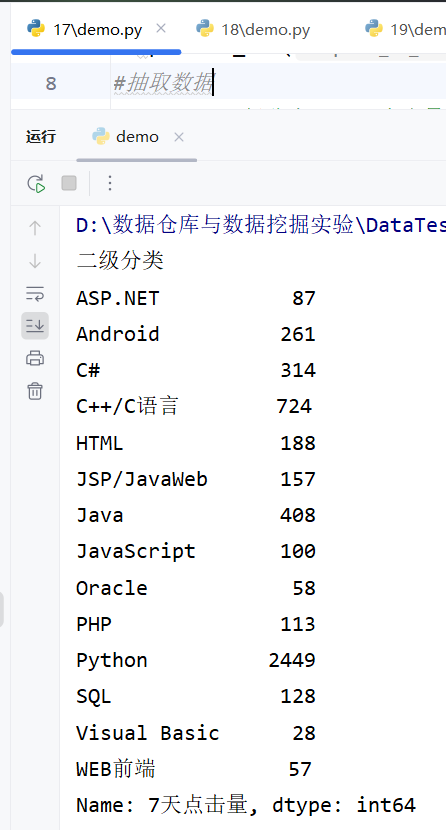 17\demo.py
18\demo.py
19\dem
8
#抽取数据
运行
demo
D:\数据仓库与数据挖掘实验\DataTes
二级分类
ASP.NET 87
Android 261
C# 314
C++/C语言 724
HTML 188
JSP/JavaWeb 157
Java 408
JavaScript 100
Oracle 58
PHP 113
Python 2449
SQL 128
Visual Basic 28
WEB前端 57
Name: 7天点击量, dtype: int64